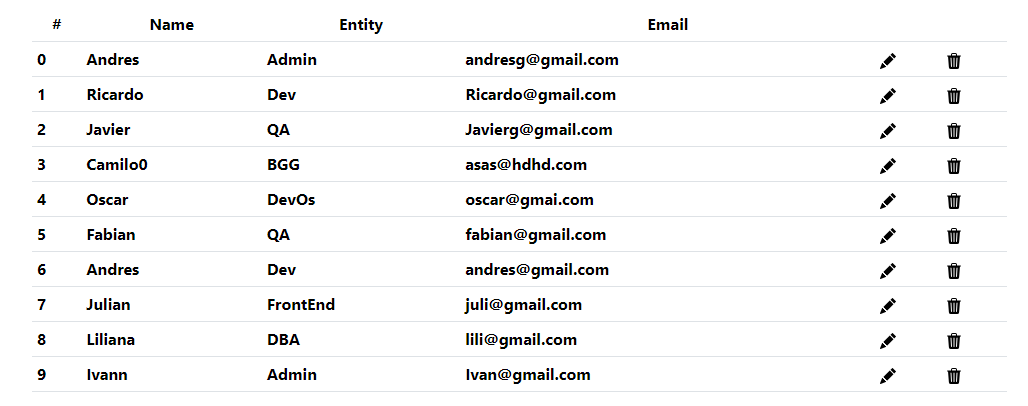 # Name Entity Email
0 Andres Admin andresg@gmail.com
1 Ricardo Dev Ricardo@gmail.com
2 Javier QA Javierg@gmail.com
3 Camilo0 BGG asas@hdhd.com
4 Oscar DevOs oscar@gmai.com
5 Fabian QA fabian@gmail.com
6 Andres Dev andres@gmail.com
7 Julian FrontEnd juli@gmail.com
8 Liliana DBA lili@gmail.com
9 Ivann Admin Ivan@gmail.com